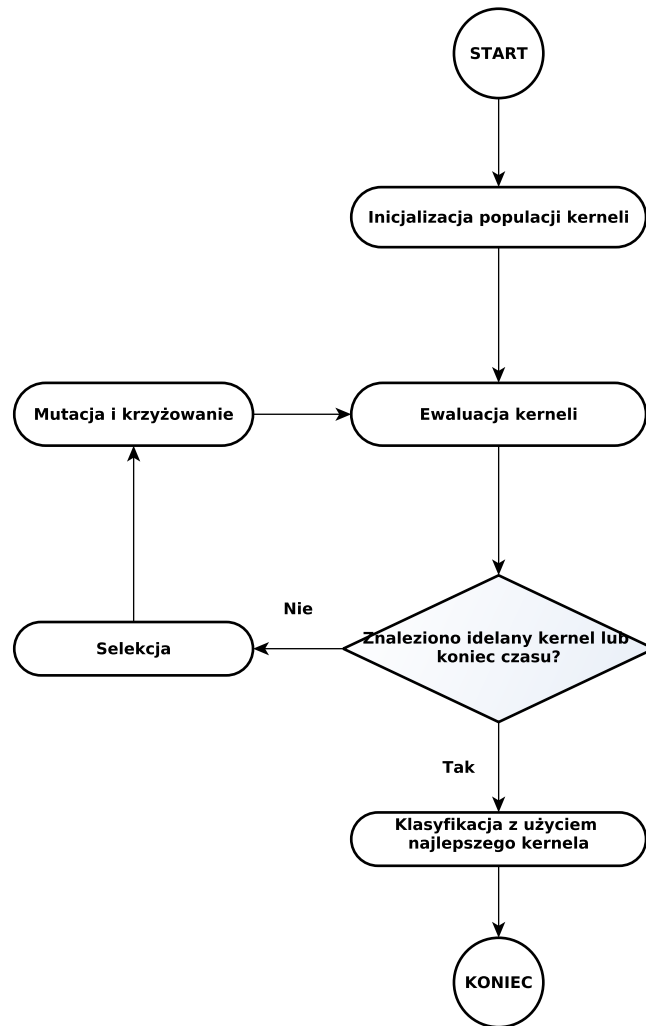 START
Inicjalizacja populacji kerneli
Mutacja i krzyżowanie
Ewaluacja kerneli
Nie
Znaleziono idelany kernel lub
koniec czasu?
Selekcja
Tak
Klasyfikacja z użyciem
najlepszego kernela
KONIEC